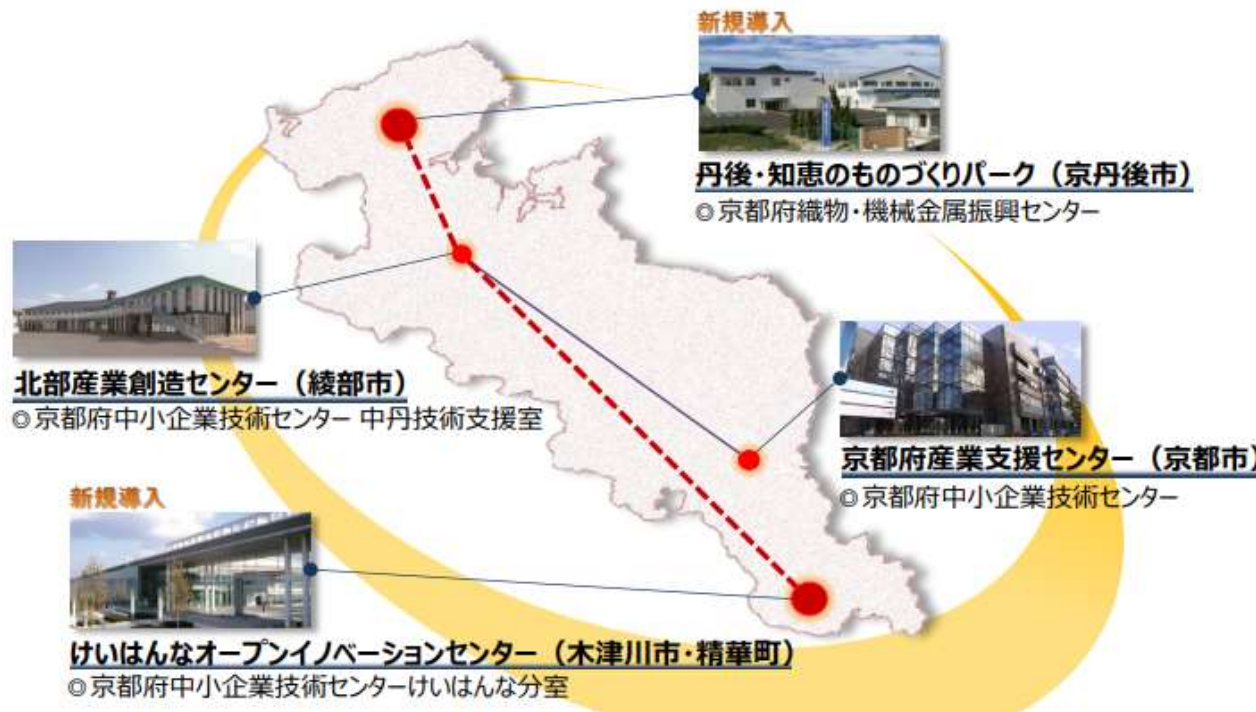 新規導入
丹後・知恵のものづくりパーク（京丹後市）
◎京都府織物・機械金属振興センター
北部産業創造センター（綾部市）
◎京都府中小企業技術センター 中丹技術支援室
京都府産業支援センター（京都市）
◎京都府中小企業技術センター
新規導入
けいはんなオープンイノベーションセンター（木津川市・精華町）
◎京都府中小企業技術センターけいはんな分室